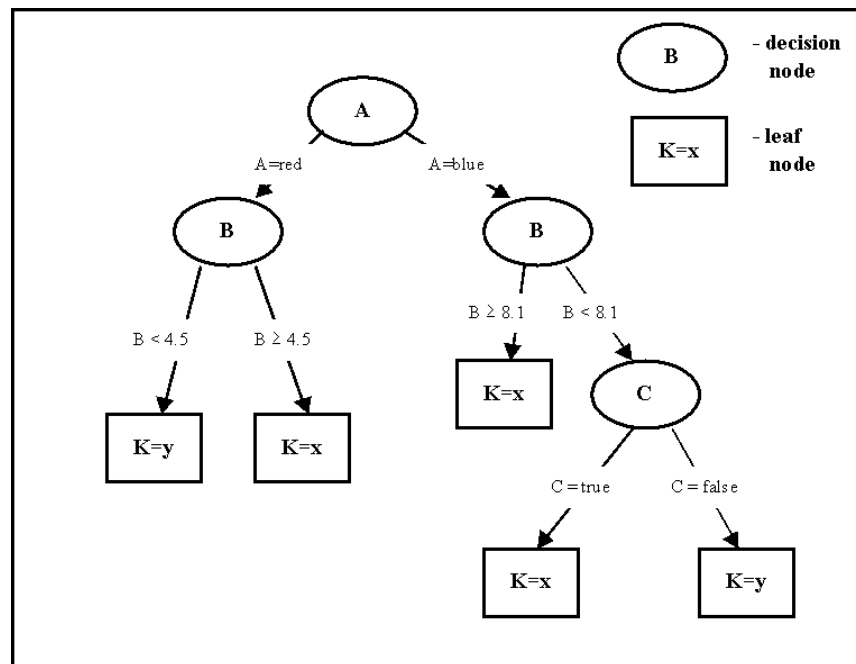 B
- decision
node
A
K=x
- leaf
node
A=red
A=blue
B
B
B ≥ 8.1
B < 8.1
B < 4.5
B ≥ 4.5
K=x
C
K=y
K=x
C = true
C = false
K=x
K=y